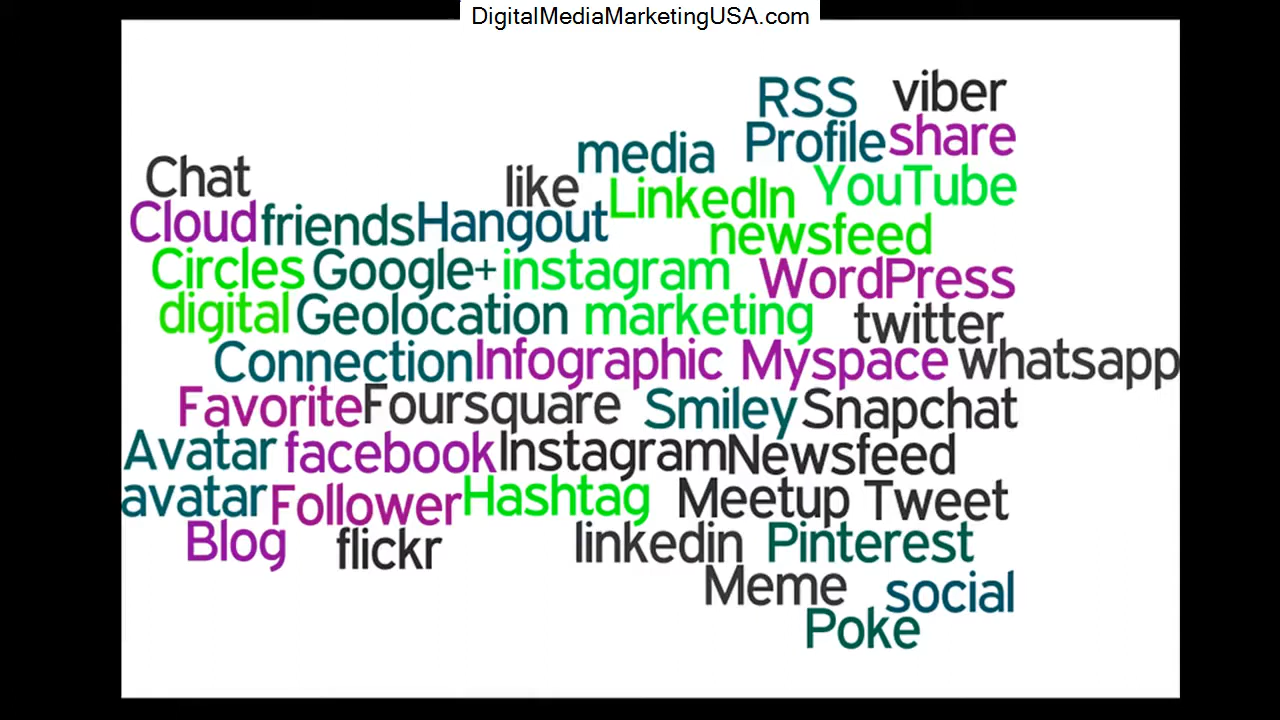 DigitalMediaMarketingUSA.com
RSS viber
media Profile share
Chat like LinkedIn YouTube
Cloud friends Hangout newsfeed
Circles Google+ instagram WordPress
digital Geolocation marketing twitter
Connection Infographic Myspace whatsapp
Favorite Foursquare Smiley Snapchat
Avatar facebook Instagram Newsfeed
avatar Follower Hashtag Meetup Tweet
Blog flickr linkedin Pinterest
Meme social
Poke